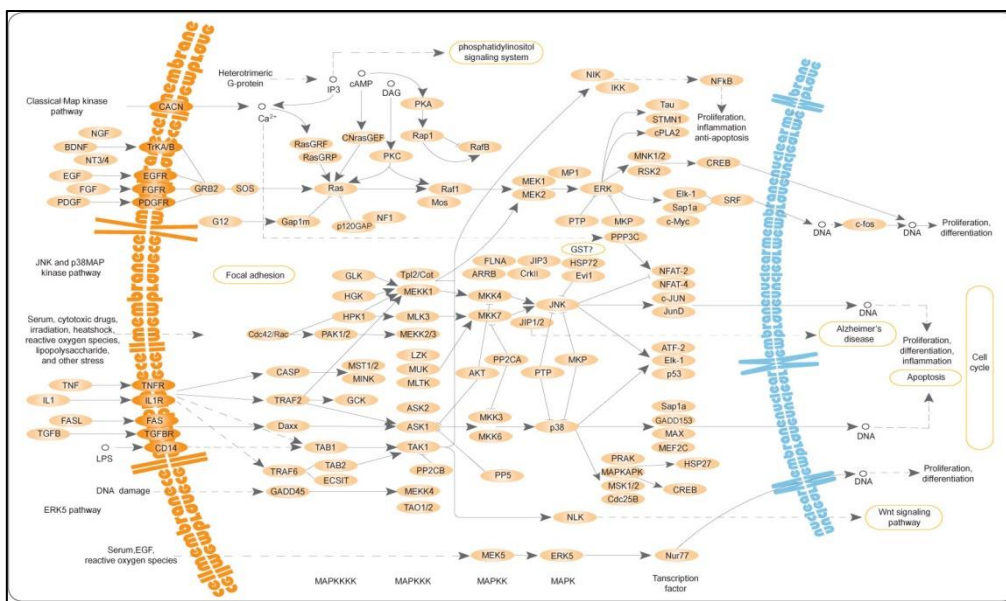 phosphatidylinositol
signaling system
Heterotrimeric
G-protein
IP3
cAMP
DAG
NIK
IKK
NFkB
Classical Map kinase
pathway
CACN
Ca2+
PKA
Tau
STMN1
cPLA2
Proliferation,
inflammation
anti-apoptosis
NGF
BDNF
NT3/4
TrKA/B
RasGRF
RasGRP
CNrasGEF
Rap1
PKC
RafB
MNK1/2
RSK2
CREB
EGF
EGFR
FGF
FGFR
PDGF
PDGFR
GRB2
SOS
Ras
Raf1
Mos
MEK1
MEK2
MP1
ERK
Elk-1
Sap1a
c-Myc
SRF
G12
Gap1m
p120GAP
NF1
PTP
MKP
PPP3C
DNA
c-fos
DNA
Proliferation,
differentiation
JNK and p38MAP
kinase pathway
Focal adhesion
GLK
HGK
HPK1
Tpl2/Cot
MEKK1
MLK3
MEKK2/3
FLNA
ARRB
JIP3
CrkII
GST?
HSP72
Evi1
MKK4
MKK7
JNK
JIP1/2
NFAT-2
NFAT-4
c-JUN
JunD
DNA
Serum, cytotoxic drugs,
irradiation, heatshock,
reactive oxygen species,
lipopolysaccharide,
and other stress
Cdc42/Rac
PAK1/2
Alzheimer's
disease
Proliferation,
differentiation,
inflammation
Cell
cycle
Apoptosis
LZK
MUK
MLTK
PP2CA
AKT
PTP
MKP
ATF-2
Elk-1
p53
TNF
TNFR
IL1
IL1R
CASP
MST1/2
MINK
TRAF2
GCK
ASK2
ASK1
TAK1
MKK3
MKK6
p38
Sap1a
GADD153
MAX
MEF2C
DNA
FASL
FAS
TGFB
TGFBR
LPS
CD14
Daxx
TAB1
TRAF6
TAB2
ECSIT
PP2CB
PP5
PRAK
MAPKAPK
MSK1/2
Cdc25B
HSP27
CREB
DNA
Proliferation,
differentiation
DNA damage
GADD45
MEKK4
TAO1/2
ERK5 pathway
NLK
Wnt signaling
pathway
Serum,EGF,
reactive oxygen species
MEK5
ERK5
Nur77
MAPKKKK
MAPKKK
MAPKK
MAPK
Tanscription
factor
cellmembrane
nuclearmembrane